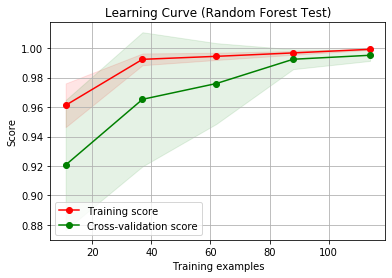 Learning Curve (Random Forest Test)
1.00
0.98
0.96
0.94
0.92
0.90
0.88
Score
Training score
Cross-validation score
20 40 60 80 100
Training examples